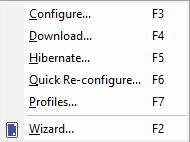 Configure... F3
Download... F4
Hibernate... F5
Quick Re-configure... F6
Profiles... F7
Wizard... F2